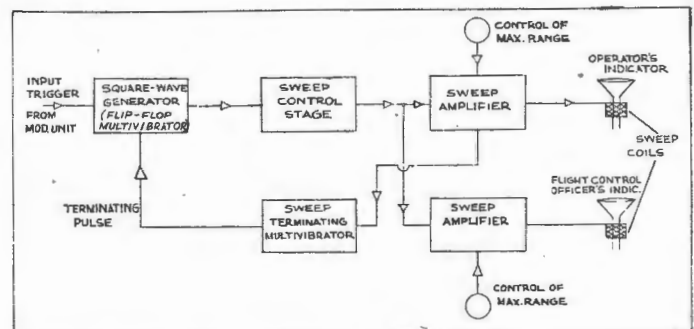 CONTROL OF
MAX. RANGE
OPERATOR'S
INDICATOR
INPUT
TRIGGER
FROM
MOD. UNIT
SQUARE-WAVE
GENERATOR
(FLIP-FLOP
MULTIVIBRATOR)
SWEEP
CONTROL
STAGE
SWEEP
AMPLIFIER
SWEEP
COILS
FLIGHT CONTROL
OFFICER'S INDIC.
TERMINATING
PULSE
SWEEP
TERMINATING
MULTIVIBRATOR
SWEEP
AMPLIFIER
CONTROL OF
MAX. RANGE